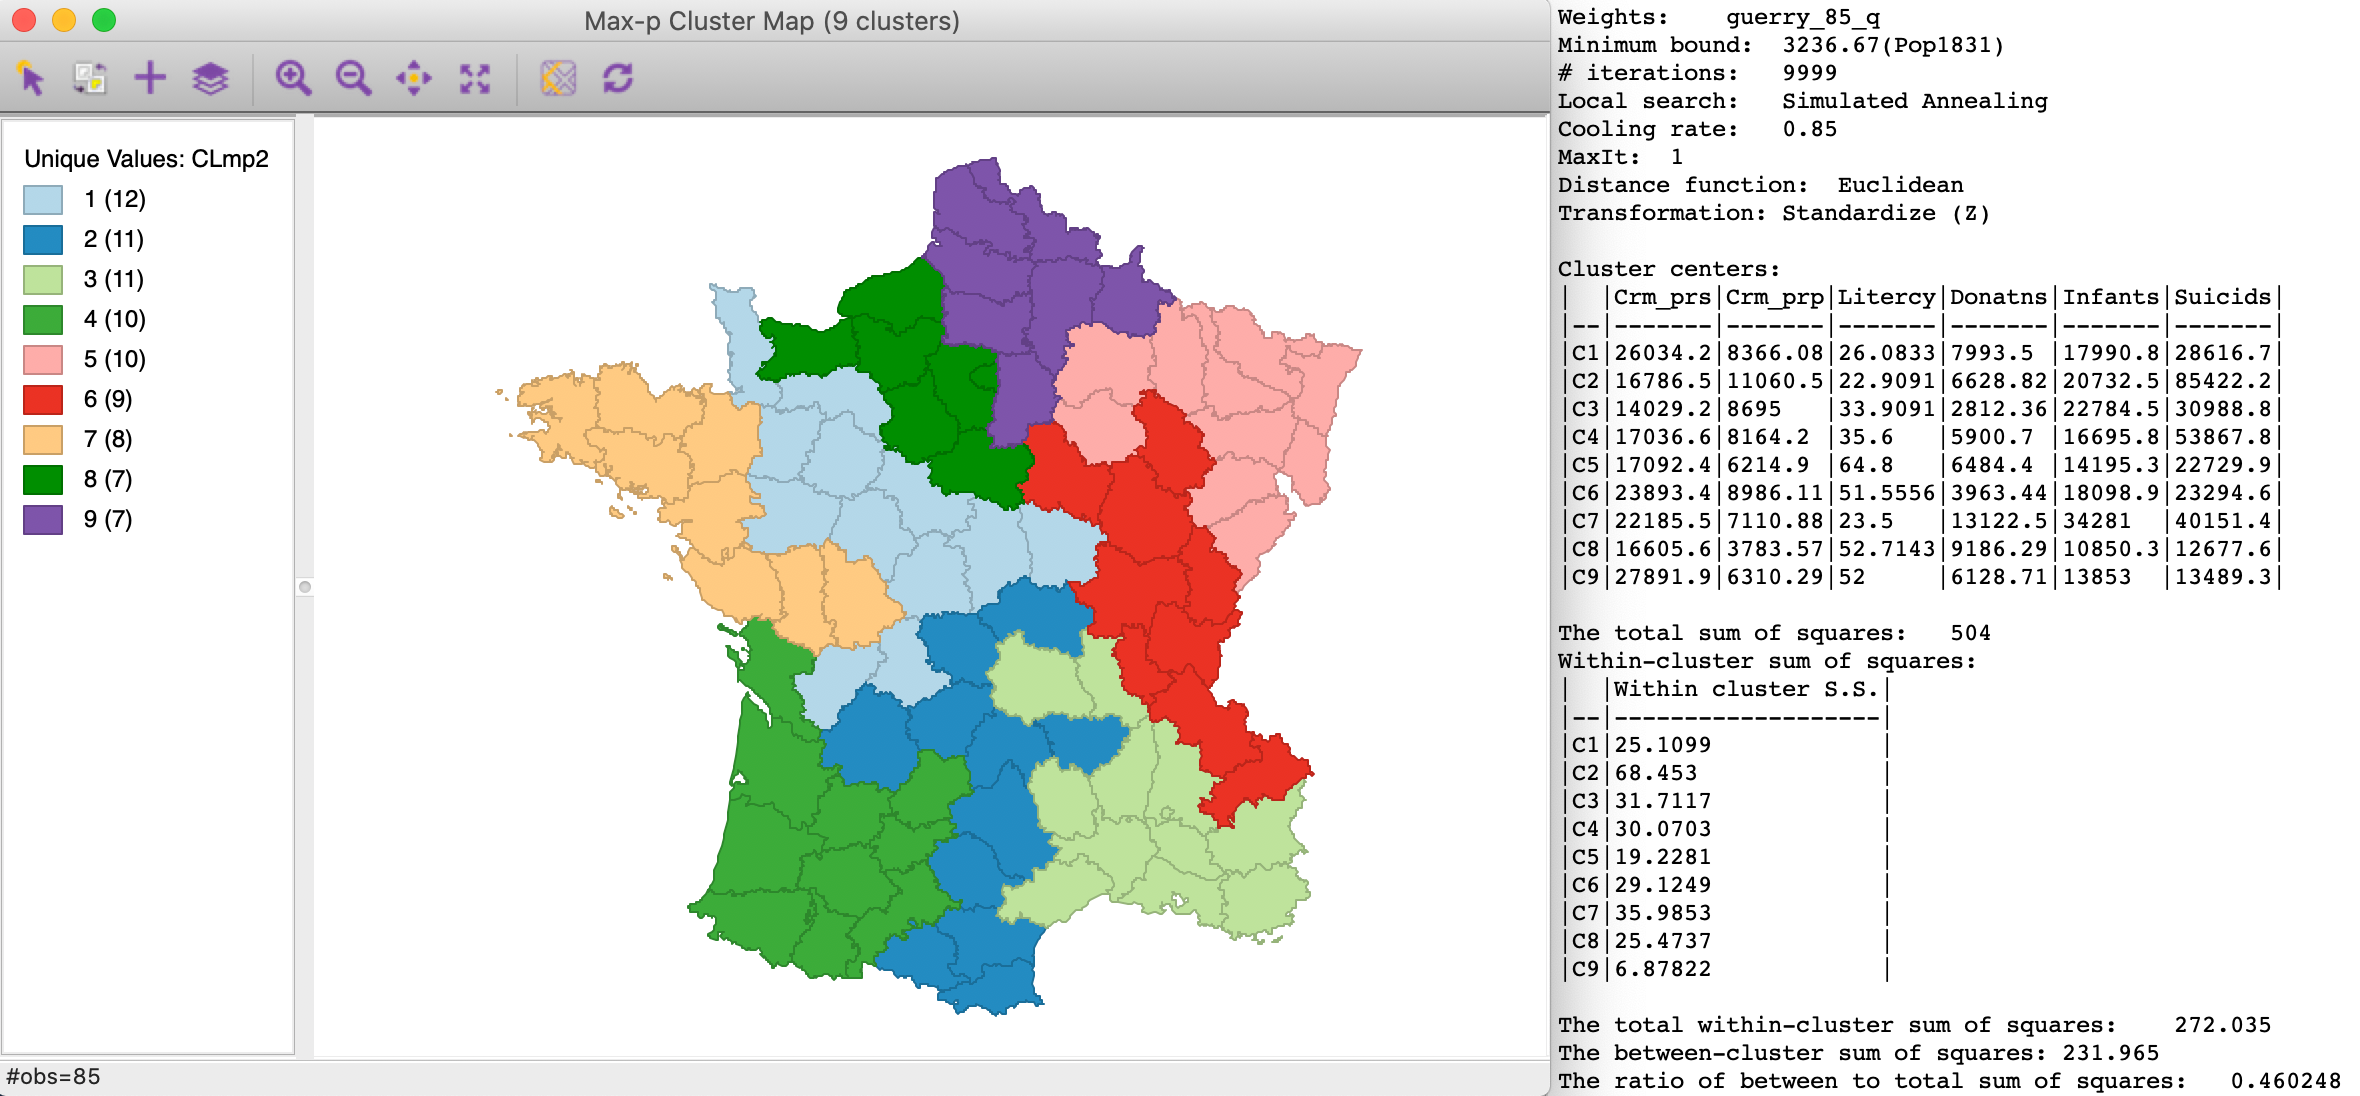 Max-p Cluster Map (9 clusters)
Unique Values: CLmp2
1 (12)
2 (11)
3 (11)
4 (10)
5 (10)
6 (9)
7 (8)
8 (7)
9 (7)
#obs=85
Weights: guerry_85_q
Minimum bound: 3236.67(Pop1831)
# iterations: 9999
Local search: Simulated Annealing
Cooling rate: 0.85
MaxIt: 1
Distance function: Euclidean
Transformation: Standardize (Z)
Cluster centers:
| |Crm_prs|Crm_prp|Litercy|Donatns|Infants|Suicids|
|--|-------|-------|-------|-------|-------|-------|
|C1|26034.2|8366.08|26.0833|7993.5 |17990.8|28616.7|
|C2|16786.5|11060.5|22.9091|6628.82|20732.5|85422.2|
|C3|14029.2|8695 |33.9091|2812.36|22784.5|30988.8|
|C4|17036.6|8164.2 |35.6 |5900.7 |16695.8|53867.8|
|C5|17092.4|6214.9 |64.8 |6484.4 |14195.3|22729.9|
|C6|23893.4|8986.11|51.5556|3963.44|18098.9|23294.6|
|C7|22185.5|7110.88|23.5 |13122.5|34281 |40151.4|
|C8|16605.6|3783.57|52.7143|9186.29|10850.3|12677.6|
|C9|27891.9|6310.29|52 |6128.71|13853 |13489.3|
The total sum of squares: 504
Within-cluster sum of squares:
| |Within cluster S.S.|
|--|-------------------|
|C1|25.1099 |
|C2|68.453 |
|C3|31.7117 |
|C4|30.0703 |
|C5|19.2281 |
|C6|29.1249 |
|C7|35.9853 |
|C8|25.4737 |
|C9|6.87822 |
The total within-cluster sum of squares: 272.035
The between-cluster sum of squares: 231.965
The ratio of between to total sum of squares: 0.460248